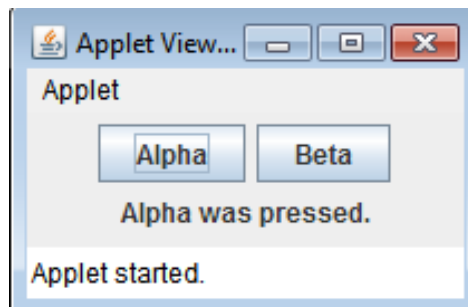 Applet View...
Applet
Alpha Beta
Alpha was pressed.
Applet started.